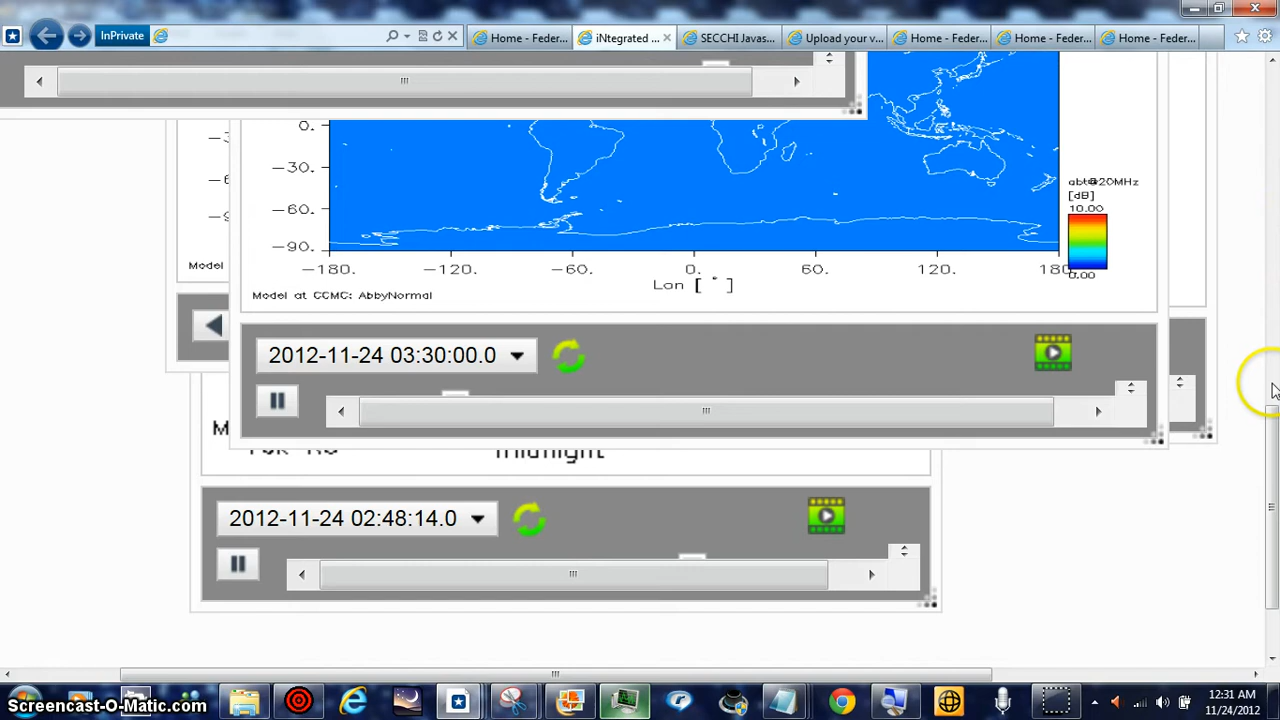 InPrivate
Home - Feder...
iNtegrated ...
SECCHI Javas...
Upload your v...
Home - Feder...
Home - Feder...
Home - Feder...
0.
-30.
-60.
-90.
-180. -120. -60. 0. 60. 120. 180.
Lon [ ° ]
abt@20MHz
[dB]
10.00
0.00
Model at CCMC: AbbyNormal
Model
2012-11-24 03:30:00.0
midnight
2012-11-24 02:48:14.0
Screencast-O-Matic.com
12:31 AM
11/24/2012